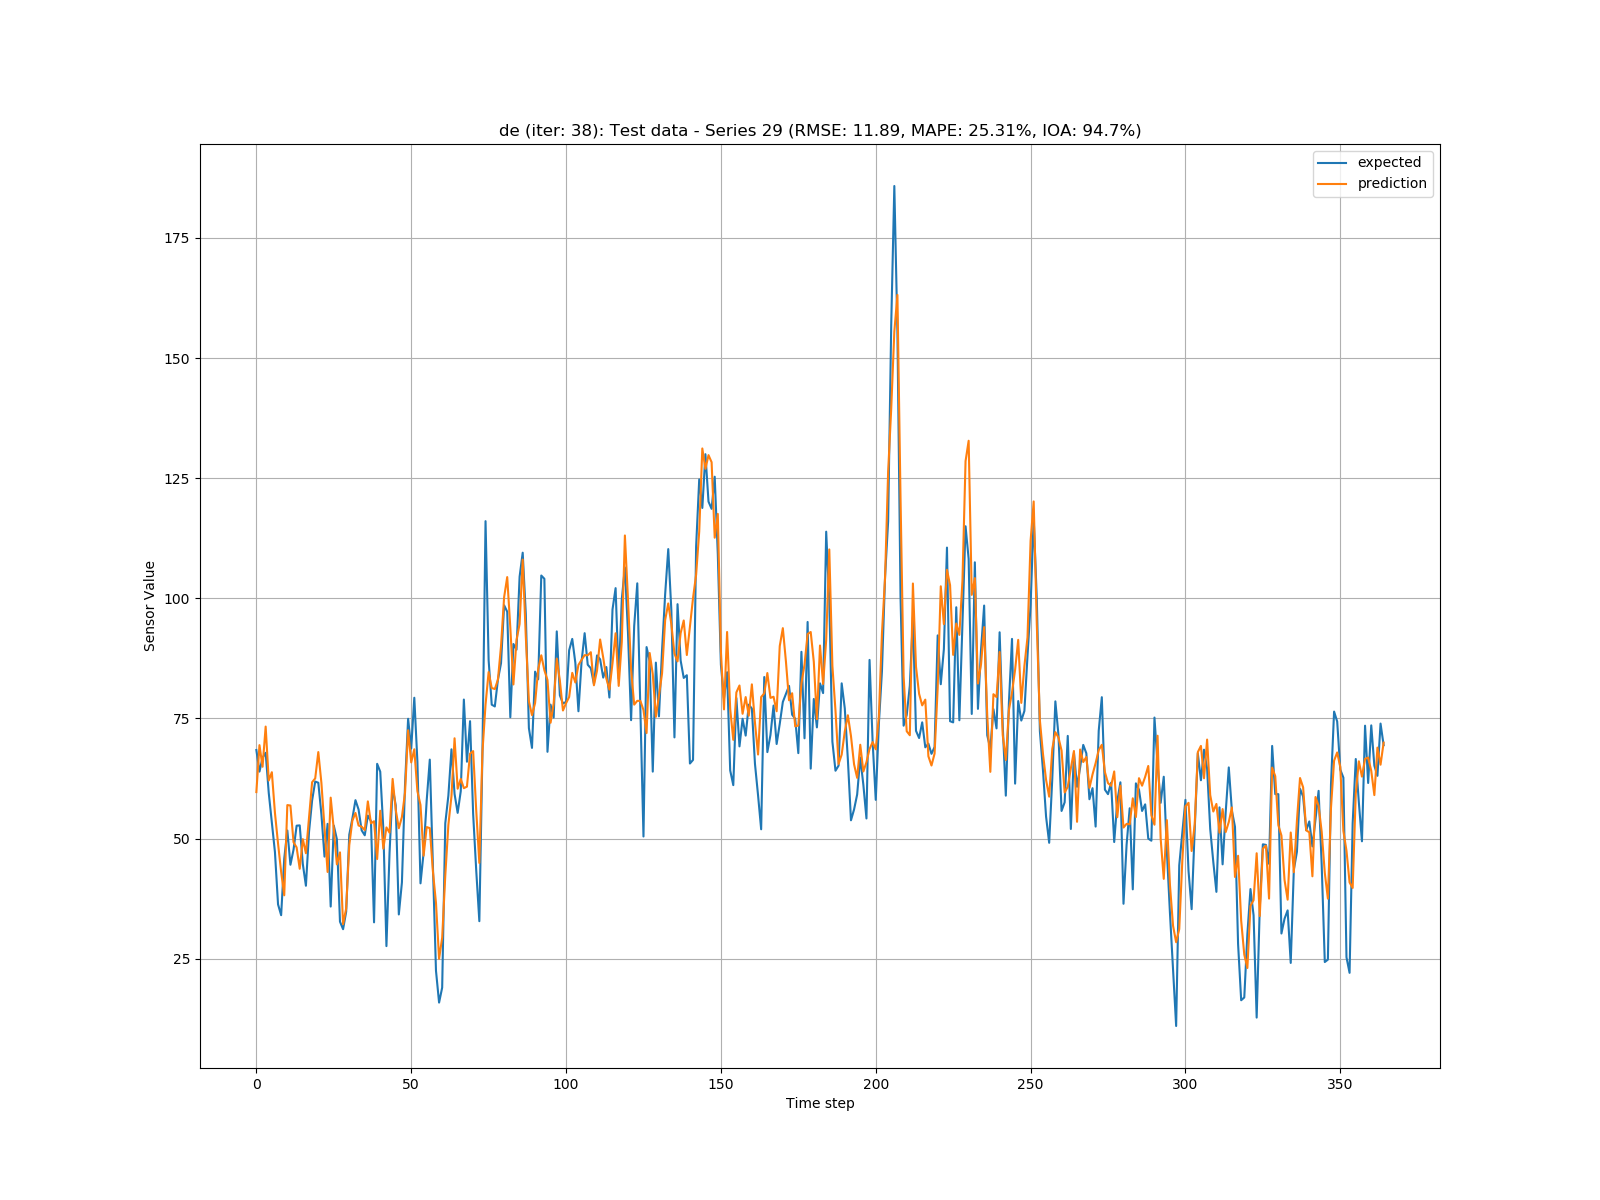 de (iter: 38): Test data - Series 29 (RMSE: 11.89, MAPE: 25.31%, IOA: 94.7%)
expected
prediction
175
150
125
100
75
50
25
Sensor Value
0 50 100 150 200 250 300 350
Time step